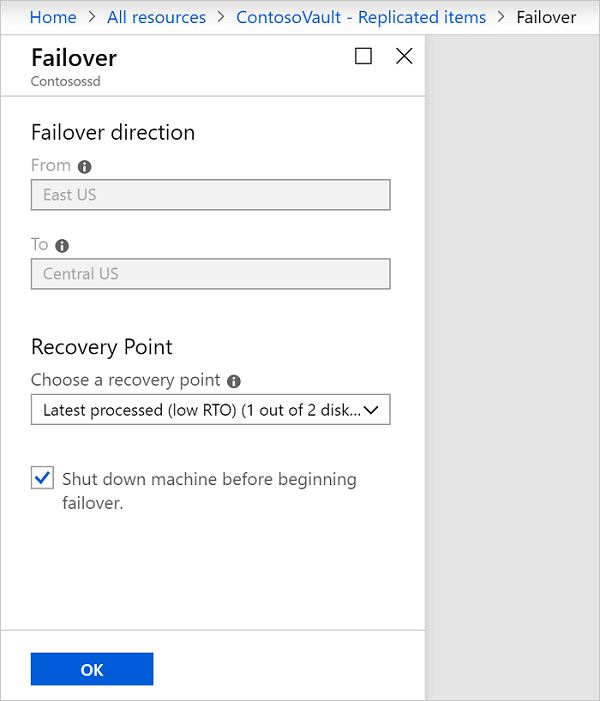 Home > All resources > ContosoVault - Replicated items > Failover
Failover
Contosossd
Failover direction
From
East US
To
Central US
Recovery Point
Choose a recovery point
Latest processed (low RTO) (1 out of 2 disk...
Shut down machine before beginning
failover.
OK